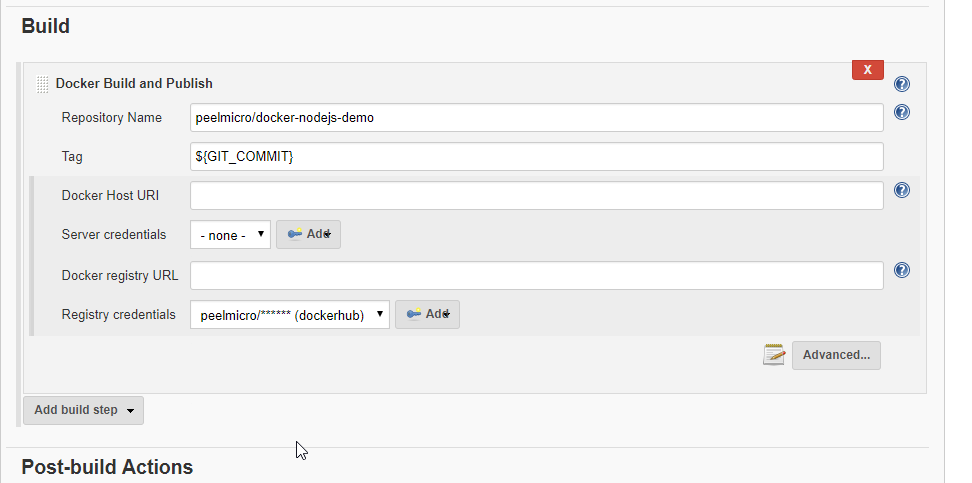 Build
X
Docker Build and Publish
Repository Name peelmicro/docker-nodejs-demo
Tag ${GIT_COMMIT}
Docker Host URI
Server credentials - none - Add
Docker registry URL
Registry credentials peelmicro/****** (dockerhub) Add
Advanced...
Add build step
Post-build Actions